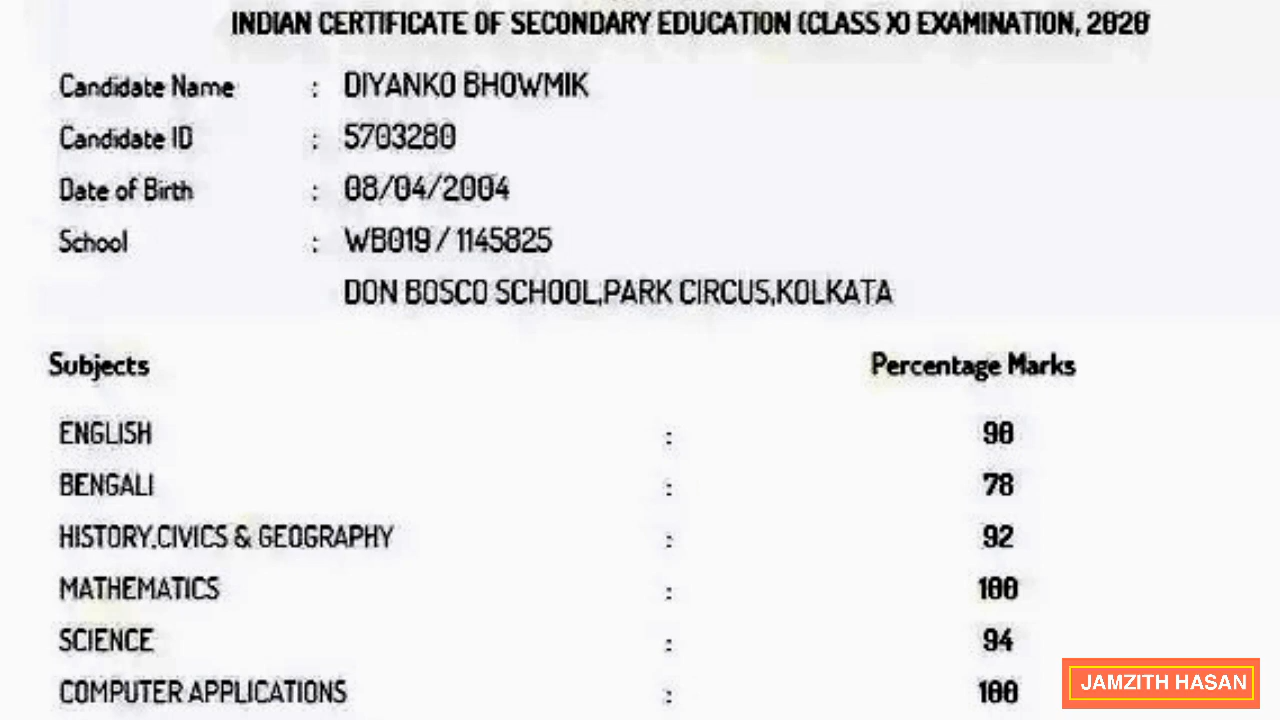 INDIAN CERTIFICATE OF SECONDARY EDUCATION (CLASS X) EXAMINATION, 2020
Candidate Name : DIYANKO BHOWMIK
Candidate ID : 5703280
Date of Birth : 08/04/2004
School : WB019 / 1145825
DON BOSCO SCHOOL,PARK CIRCUS,KOLKATA
Subjects Percentage Marks
ENGLISH : 90
BENGALI : 78
HISTORY,CIVICS & GEOGRAPHY : 92
MATHEMATICS : 100
SCIENCE : 94
COMPUTER APPLICATIONS : 100
JAMZITH HASAN